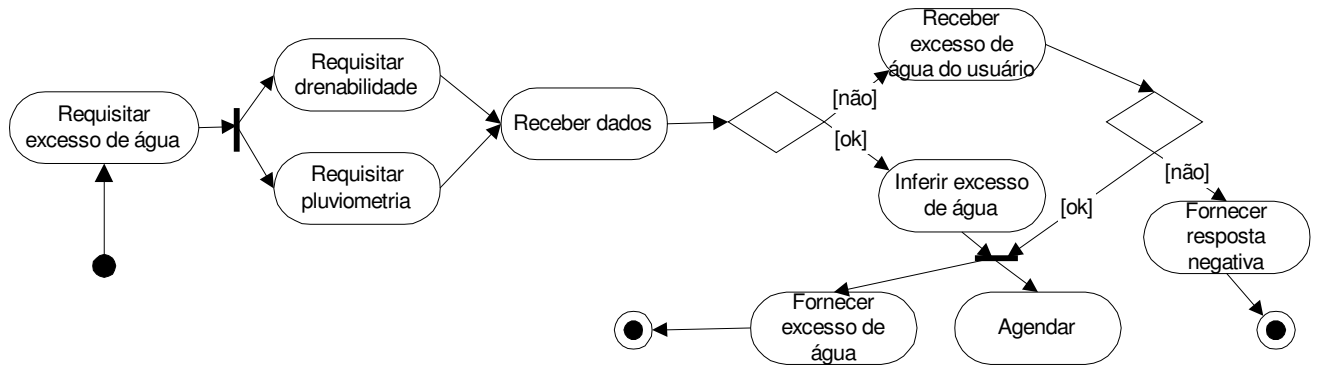 Requisitar
excesso de água
Requisitar
drenabilidade
Requisitar
pluviometria
Receber dados
[não]
[ok]
Receber
excesso de
água do usuário
Inferir excesso
de água
[ok]
[não]
Fornecer
resposta
negativa
Fornecer
excesso de
água
Agendar